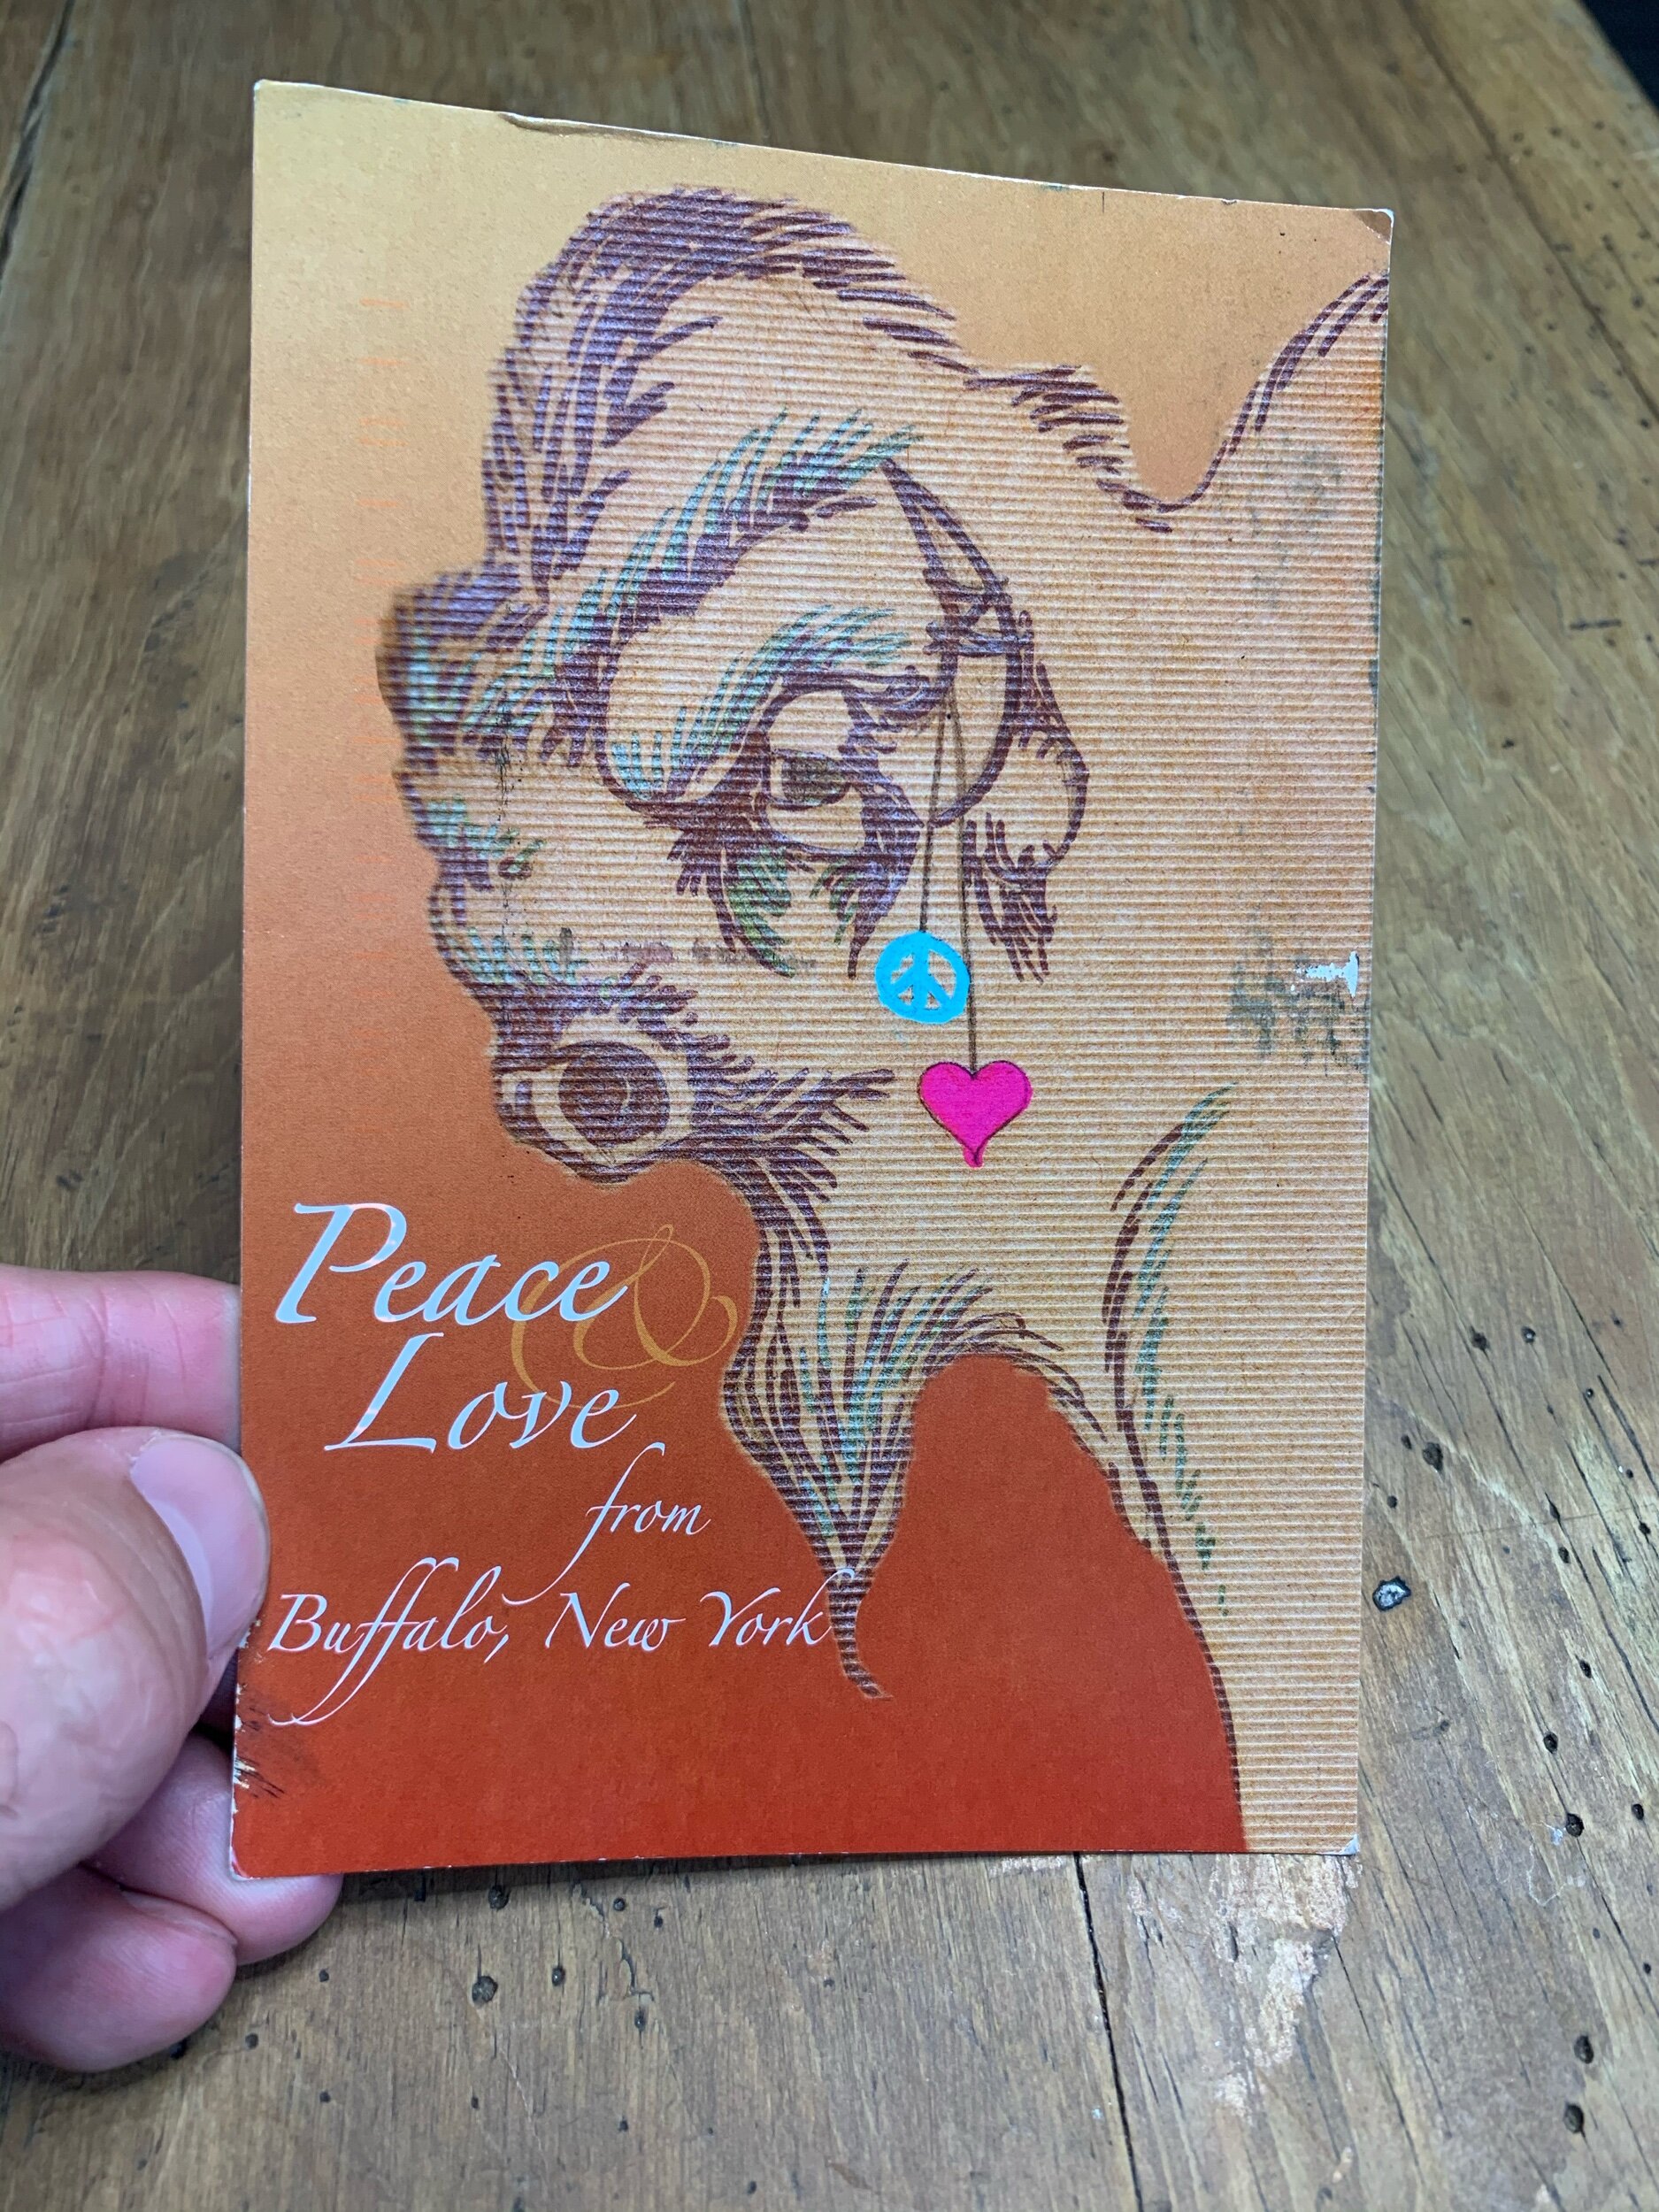 Peace &
Love
from
Buffalo, New York